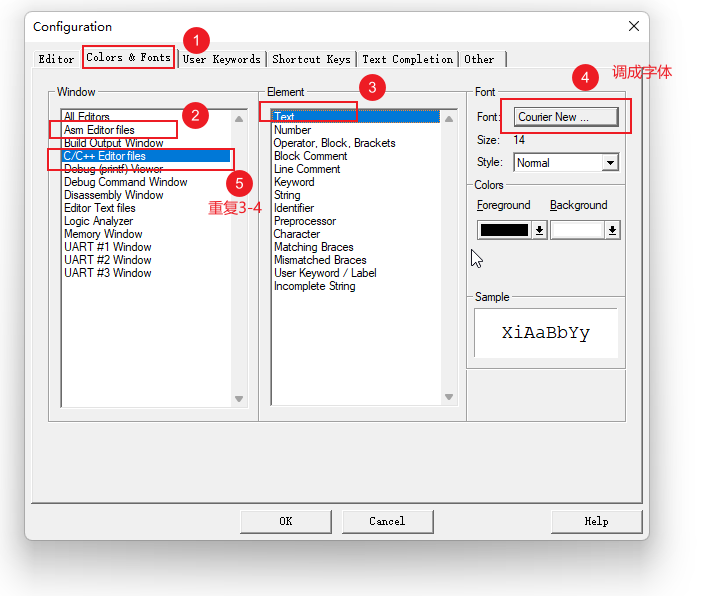 Configuration
1
Editor Colors & Fonts User Keywords Shortcut Keys Text Completion Other
4 调成字体
Window
All Editors
2
Asm Editor files
Build Output Window
C/C++ Editor files
Debug (printf) Viewer
Debug Command Window
Disassembly Window
Editor Text files
Logic Analyzer
Memory Window
UART #1 Window
UART #2 Window
UART #3 Window
5
重复3-4
Element
3
Text
Number
Operator, Block, Brackets
Block Comment
Line Comment
Keyword
String
Identifier
Preprocessor
Character
Matching Braces
Mismatched Braces
User Keyword / Label
Incomplete String
Font
Font: Courier New ...
Size: 14
Style: Normal
Colors
Foreground Background
Sample
XiAaBbYy
OK Cancel Help